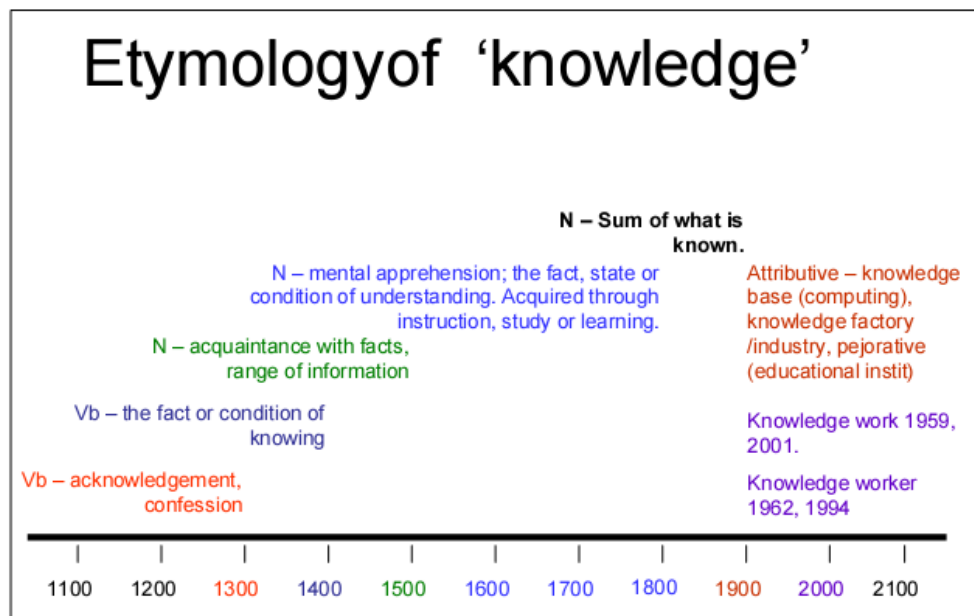 Etymologyof ‘knowledge’
N – Sum of what is
known.
N – mental apprehension; the fact, state or
condition of understanding. Acquired through
instruction, study or learning.
Attributive – knowledge
base (computing),
knowledge factory
/industry, pejorative
(educational instit)
N – acquaintance with facts,
range of information
Vb – the fact or condition of
knowing
Knowledge work 1959,
2001.
Vb – acknowledgement,
confession
Knowledge worker
1962, 1994
1100 1200 1300 1400 1500 1600 1700 1800 1900 2000 2100